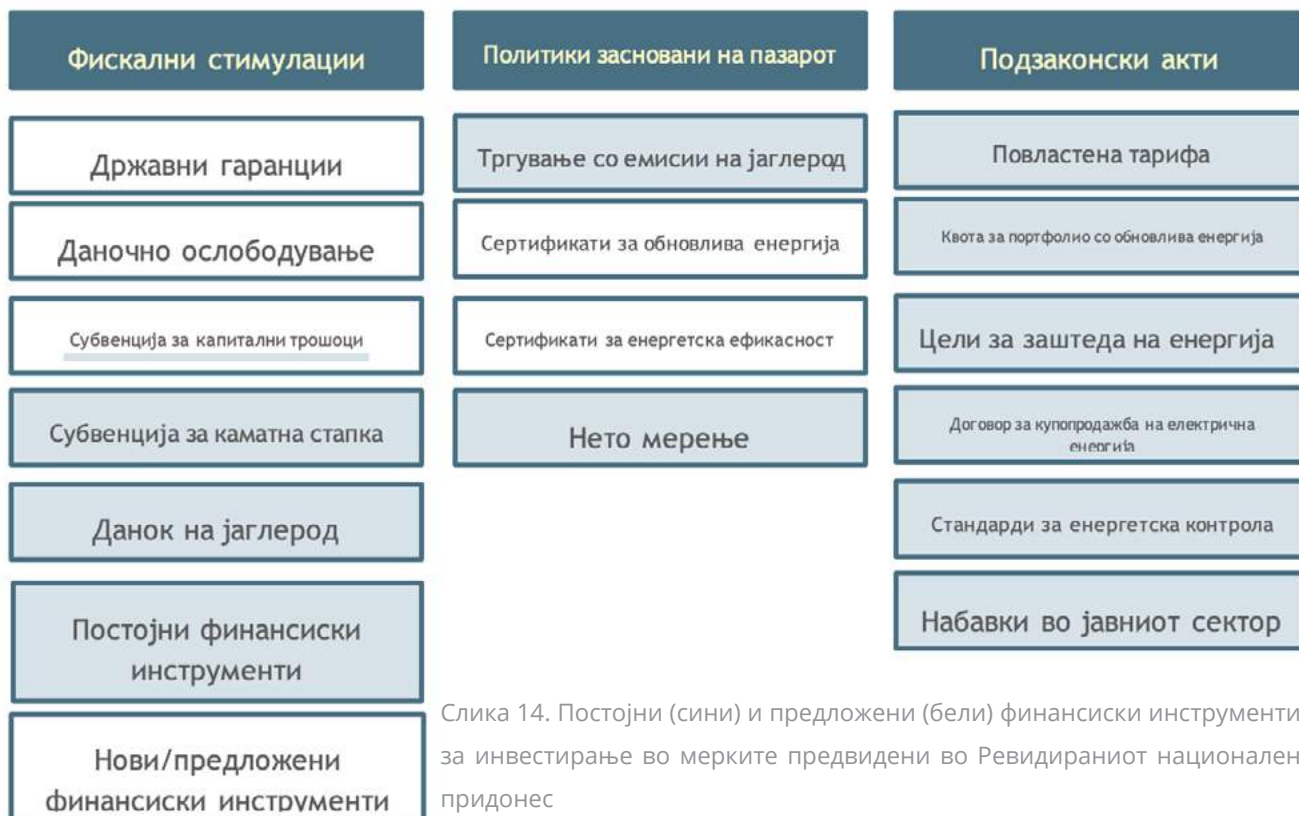 Фискални стимулации
Државни гаранции
Даночно ослободување
Субвенција за капитални трошоци
Субвенција за каматна стапка
Данок на јаглерод
Постојни финансиски
инструменти
Нови/предложени
финансиски инструменти
Политики засновани на пазарот
Тргување со емисии на јаглерод
Сертификати за обновлива енергија
Сертификати за енергетска ефикасност
Нето мерење
Подзаконски акти
Повластена тарифа
Квота за портфолио со обновлива енергија
Цели за заштеда на енергија
Договор за купопродажба на електрична
енергија
Стандарди за енергетска контрола
Набавки во јавниот сектор
Слика 14. Постојни (сини) и предложени (бели) финансиски инструменти
за инвестирање во мерките предвидени во Ревидираниот национален
придонес